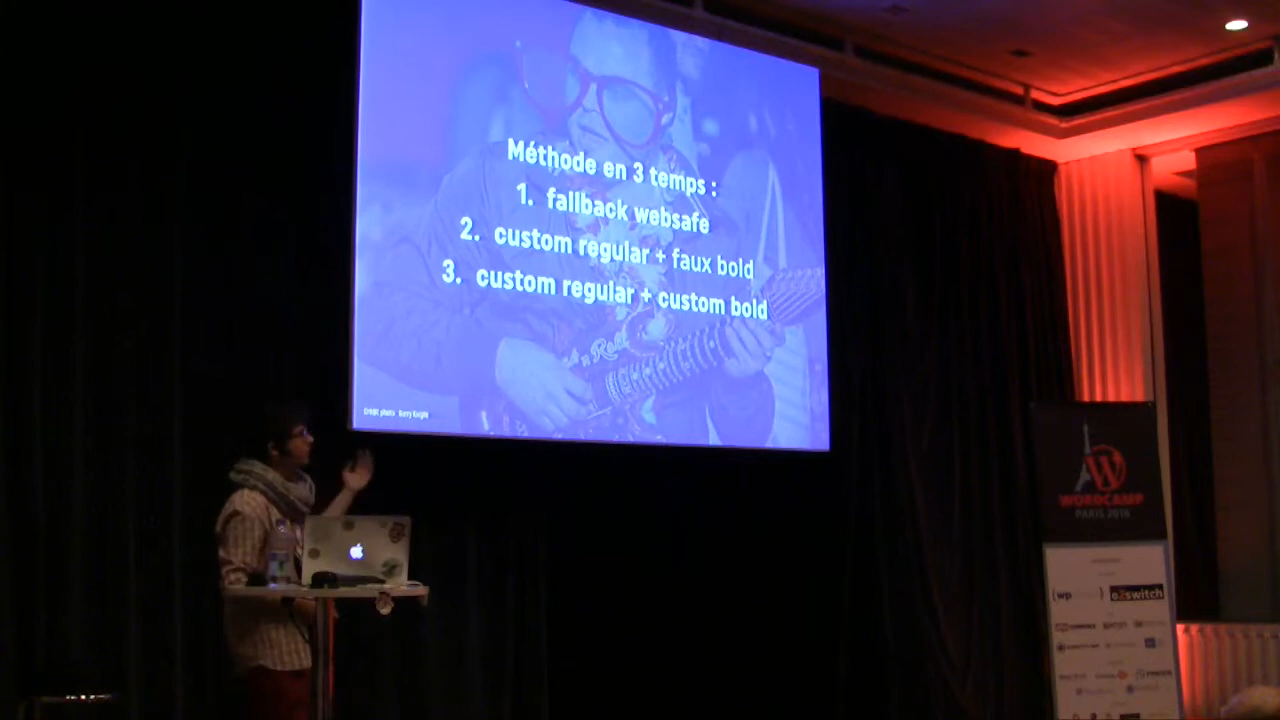 Méthode en 3 temps :
1. fallback websafe
2. custom regular + faux bold
3. custom regular + custom bold
n Roll
WORDCAMP
PARIS 2016
e2switch